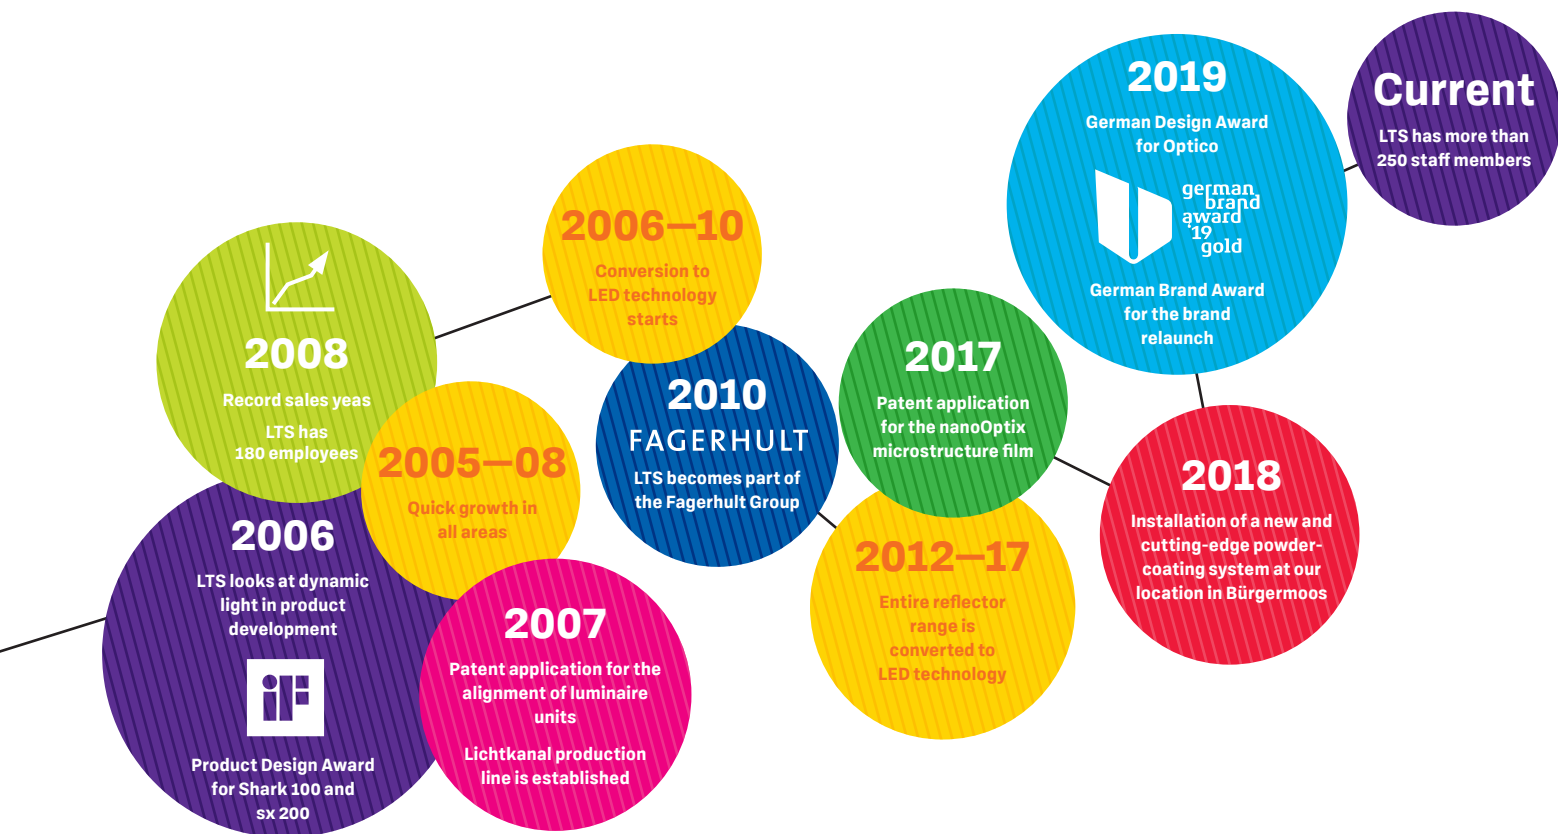 2006
LTS looks at dynamic
light in product
development
iF
Product Design Award
for Shark 100 and
sx 200
2005—08
Quick growth in
all areas
2007
Patent application for the
alignment of luminaire
units
Lichtkanal production
line is established
2008
Record sales yeas
LTS has
180 employees
2006—10
Conversion to
LED technology
starts
2010
FAGERHULT
LTS becomes part of
the Fagerhult Group
2012—17
Entire reflector
range is
converted to
LED technology
2017
Patent application
for the nanoOptix
microstructure film
2018
Installation of a new and
cutting-edge powder-
coating system at our
location in Bürgermoos
2019
German Design Award
for Optico
german
brand
award
'19
gold
German Brand Award
for the brand
relaunch
Current
LTS has more than
250 staff members